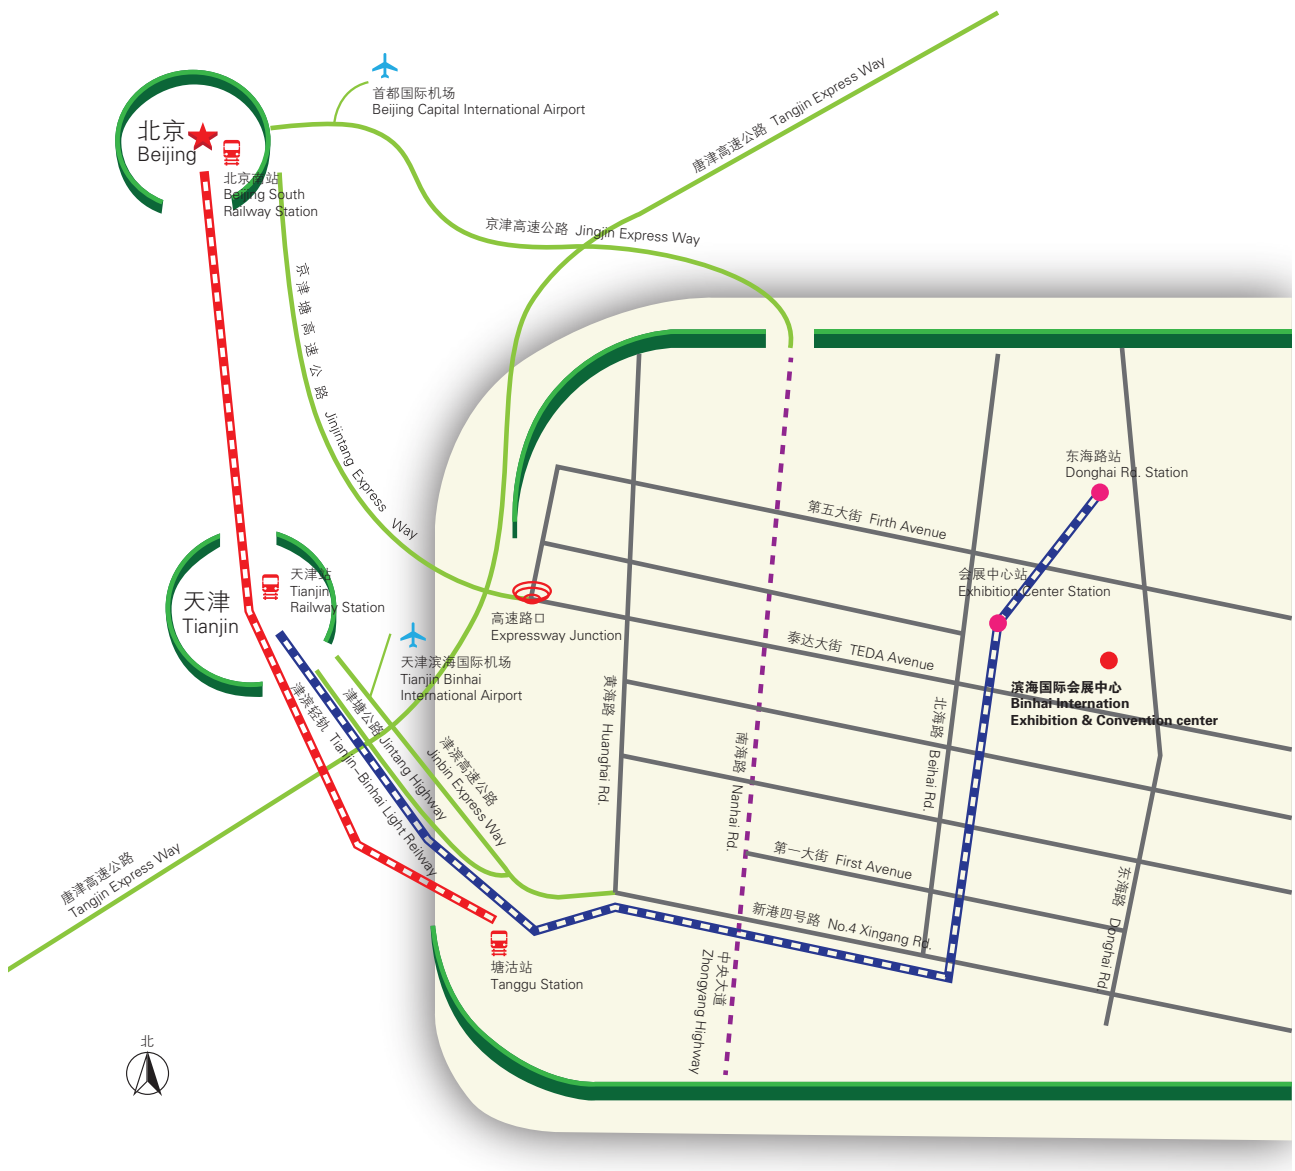 首都国际机场
Beijing Capital International Airport
唐津高速公路 Tangjin Express Way
北京
Beijing
北京南站
Beijing South
Railway Station
京津高速公路 Jingjin Express Way
京津塘高速公路 Jinjintang Express Way
东海路站
Donghai Rd. Station
第五大街 Firth Avenue
会展中心站
Exhibition Center Station
天津站
Tianjin
Railway Station
天津
Tianjin
高速路口
Expressway Junction
泰达大街 TEDA Avenue
天津滨海国际机场
Tianjin Binhai
International Airport
滨海国际会展中心
Binhai Internation
Exhibition & Convention center
黄海路 Huanghai Rd.
北海路 Beihai Rd.
南海路 Nanhai Rd.
津滨轻轨 Tianjin-Binhai Light Reilway
津塘公路 Jintang Highway
津滨高速公路
Jinbin Express Way
唐津高速公路
Tangjin Express Way
第一大街 First Avenue
新港四号路 No.4 Xingang Rd.
东海路 Donghai Rd.
中央大道
Zhongyang Highway
塘沽站
Tanggu Station
北